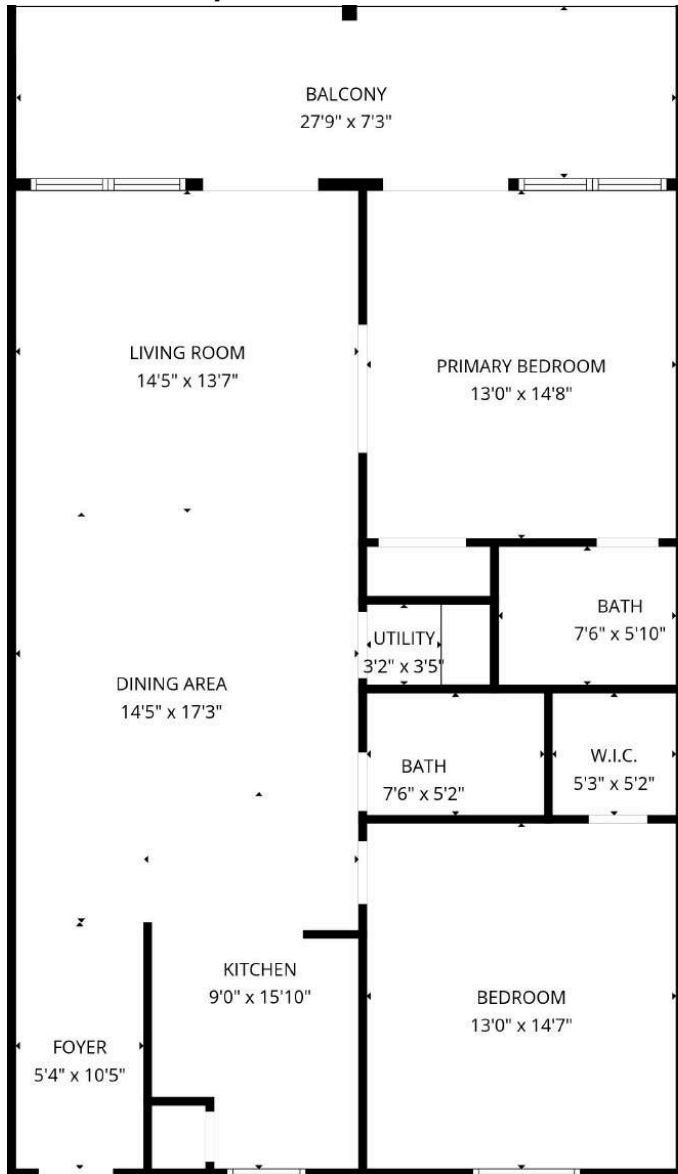 BALCONY
27'9" x 7'3"
LIVING ROOM
14'5" x 13'7"
PRIMARY BEDROOM
13'0" x 14'8"
BATH
7'6" x 5'10"
UTILITY
3'2" x 3'5"
DINING AREA
14'5" x 17'3"
BATH
7'6" x 5'2"
W.I.C.
5'3" x 5'2"
KITCHEN
9'0" x 15'10"
BEDROOM
13'0" x 14'7"
FOYER
5'4" x 10'5"